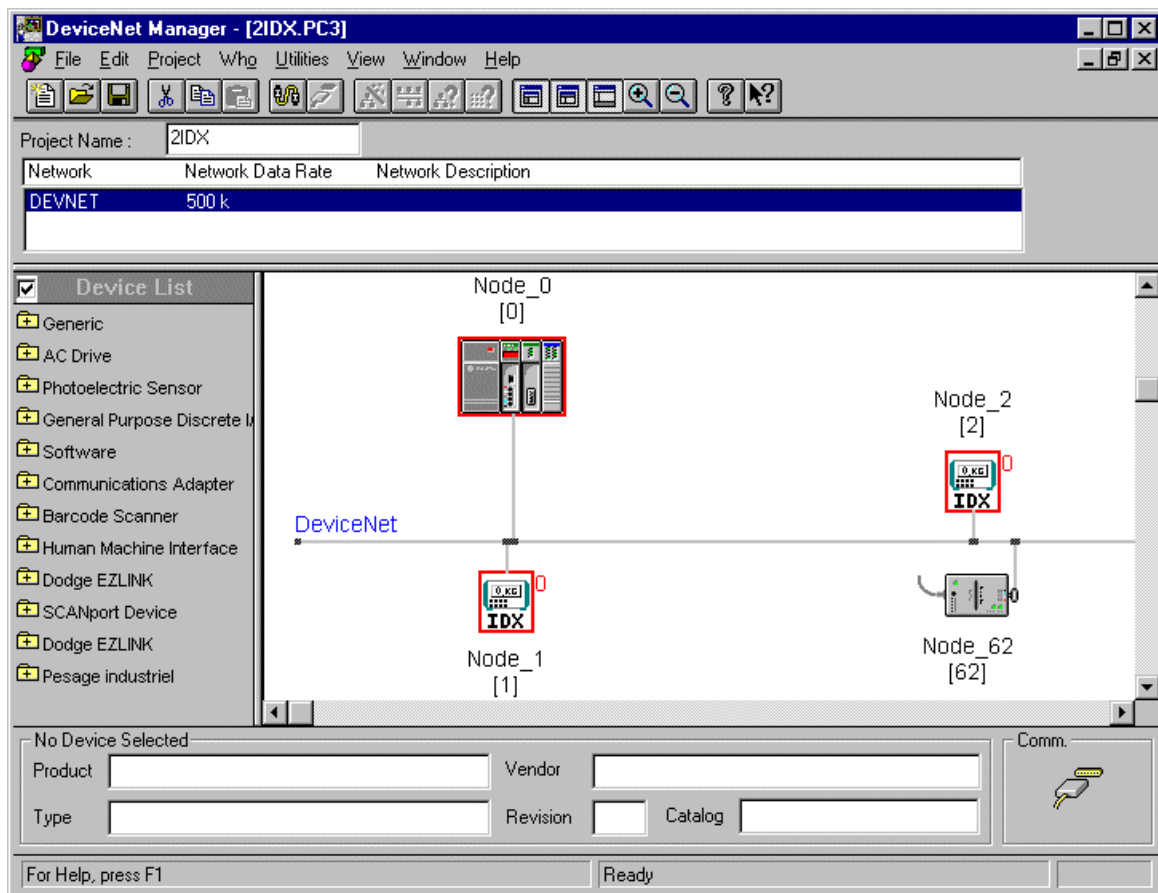 DeviceNet Manager - [2IDX.PC3]
File Edit Project Who Utilities View Window Help
Project Name : 2IDX
Network Network Data Rate Network Description
DEVNET 500 k
Device List
Generic
AC Drive
Photoelectric Sensor
General Purpose Discrete I/
Software
Communications Adapter
Barcode Scanner
Human Machine Interface
Dodge EZLINK
SCANport Device
Dodge EZLINK
Pesage industriel
Node_0
[0]
Node_2
[2]
0 KG
0
IDX
DeviceNet
0 KG
0
IDX
Node_1
[1]
Node_62
[62]
No Device Selected
Product
Vendor
Type
Revision
Catalog
Comm.
For Help, press F1
Ready